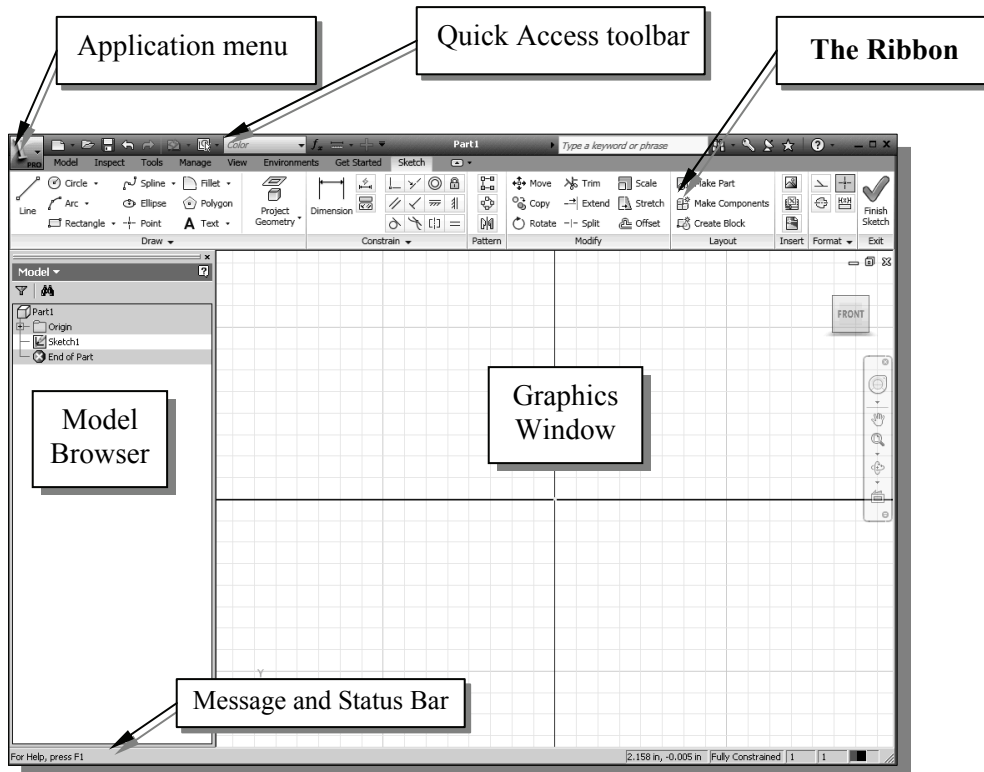 Application menu
Quick Access toolbar
The Ribbon
PRO
Color
Part1
Type a keyword or phrase
Model Inspect Tools Manage View Environments Get Started Sketch
Line
Circle
Arc
Rectangle
Spline
Ellipse
Point
Fillet
Polygon
Text
Project
Geometry
Dimension
Move
Copy
Rotate
Trim
Extend
Split
Scale
Stretch
Offset
Make Part
Make Components
Create Block
Finish
Sketch
Draw Constrain Pattern Modify Layout Insert Format Exit
Model
Part1
Origin
Sketch1
End of Part
FRONT
Model
Browser
Graphics
Window
Y
Message and Status Bar
For Help, press F1
2.158 in, -0.005 in Fully Constrained 1 1